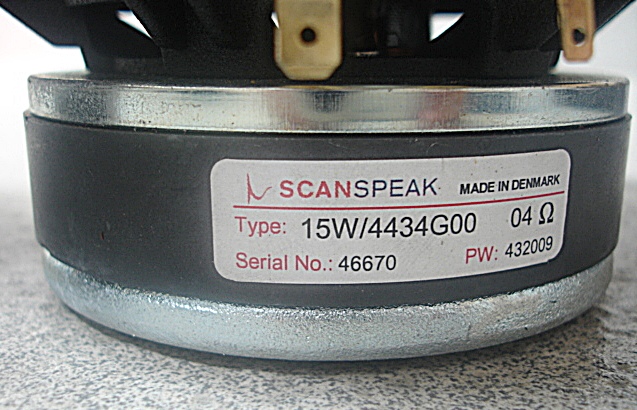 SCANSPEAK MADE IN DENMARK
Type: 15W/4434G00 04 Ω
Serial No.: 46670 PW: 432009